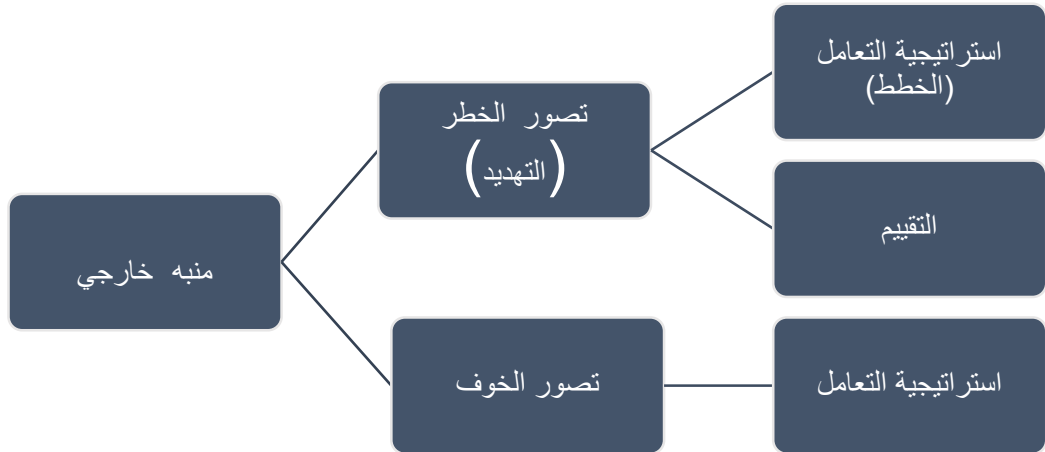 منبه خارجي
تصور الخطر
(التهديد)
تصور الخوف
استراتيجية التعامل
(الخطط)
التقييم
استراتيجية التعامل